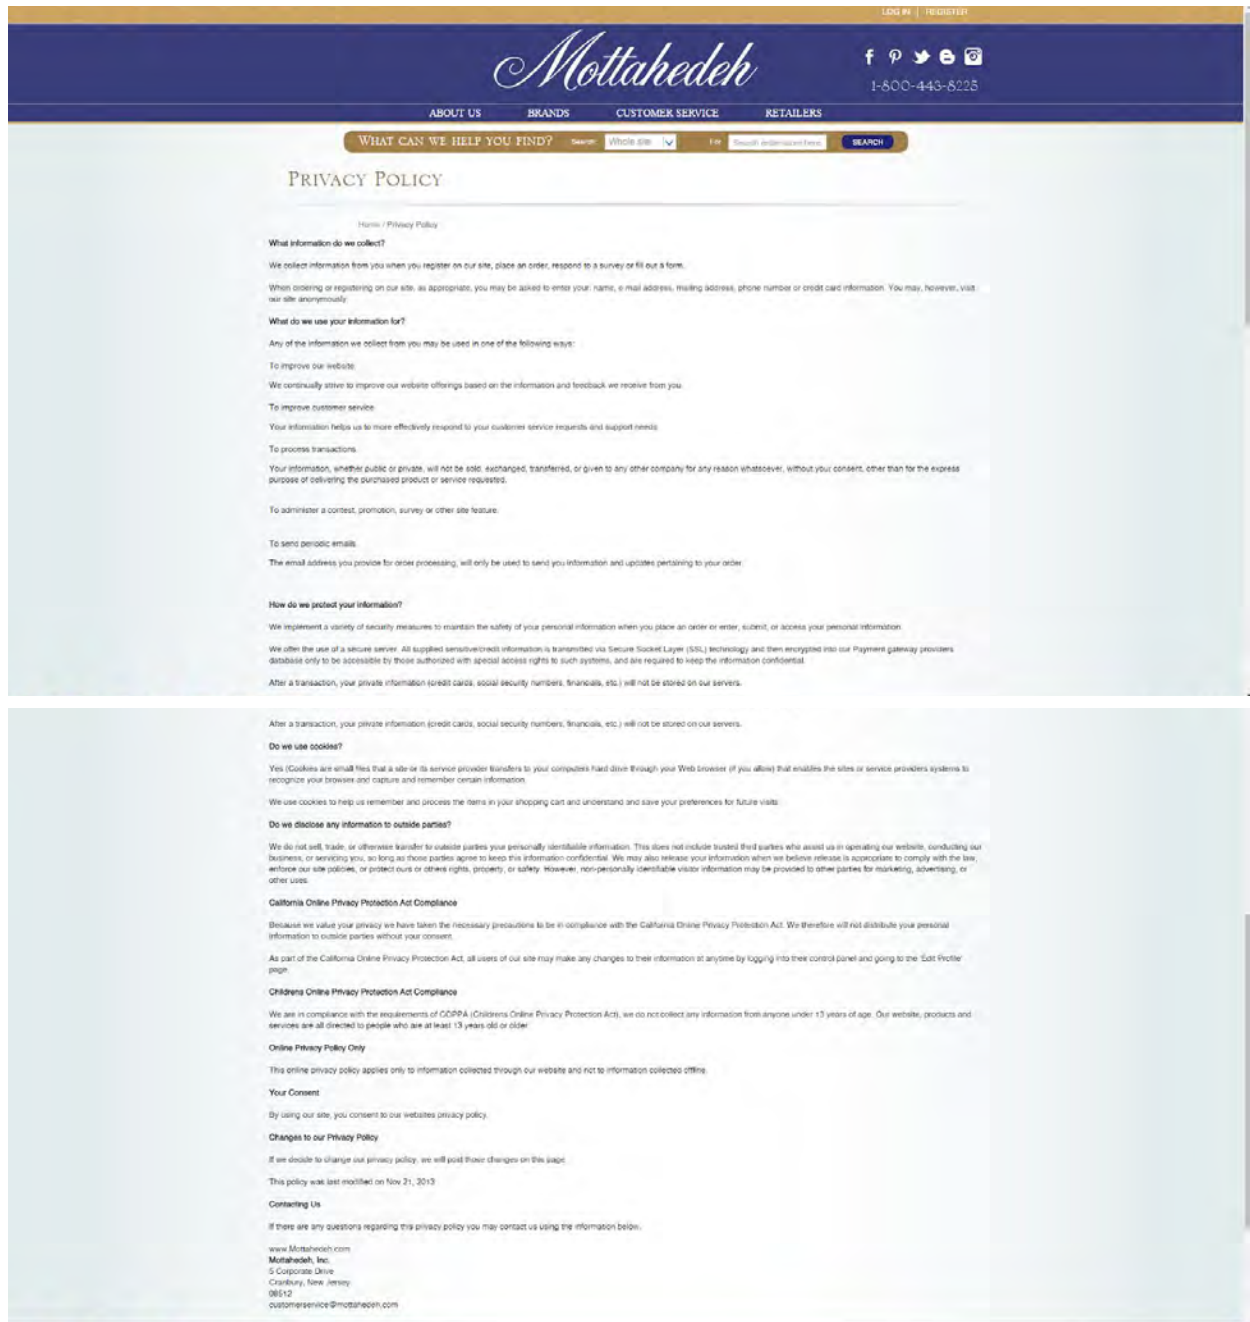 LOG IN | REGISTER
Mottahedeh
1-800-443-8225
ABOUT US BRANDS CUSTOMER SERVICE RETAILERS
WHAT CAN WE HELP YOU FIND? Search: Whole site For Search entire store here SEARCH
PRIVACY POLICY
Home / Privacy Policy
What information do we collect?
We collect information from you when you register on our site, place an order, respond to a survey or fill out a form.
When ordering or registering on our site, as appropriate, you may be asked to enter your: name, e-mail address, mailing address, phone number or credit card information. You may, however, visit
our site anonymously.
What do we use your information for?
Any of the information we collect from you may be used in one of the following ways:
To improve our website
We continually strive to improve our website offerings based on the information and feedback we receive from you.
To improve customer service
Your information helps us to more effectively respond to your customer service requests and support needs
To process transactions
Your information, whether public or private, will not be sold, exchanged, transferred, or given to any other company for any reason whatsoever, without your consent, other than for the express
purpose of delivering the purchased product or service requested.
To administer a contest, promotion, survey or other site feature.
To send periodic emails
The email address you provide for order processing, will only be used to send you information and updates pertaining to your order.
How do we protect your information?
We implement a variety of security measures to maintain the safety of your personal information when you place an order or enter, submit, or access your personal information.
We offer the use of a secure server. All supplied sensitive/credit information is transmitted via Secure Socket Layer (SSL) technology and then encrypted into our Payment gateway providers
database only to be accessible by those authorized with special access rights to such systems, and are required to keep the information confidential.
After a transaction, your private information (credit cards, social security numbers, financials, etc.) will not be stored on our servers.
After a transaction, your private information (credit cards, social security numbers, financials, etc.) will not be stored on our servers.
Do we use cookies?
Yes (Cookies are small files that a site or its service provider transfers to your computers hard drive through your Web browser (if you allow) that enables the sites or service providers systems to
recognize your browser and capture and remember certain information.
We use cookies to help us remember and process the items in your shopping cart and understand and save your preferences for future visits.
Do we disclose any information to outside parties?
We do not sell, trade, or otherwise transfer to outside parties your personally identifiable information. This does not include trusted third parties who assist us in operating our website, conducting our
business, or servicing you, so long as those parties agree to keep this information confidential. We may also release your information when we believe release is appropriate to comply with the law,
enforce our site policies, or protect ours or others rights, property, or safety. However, non-personally identifiable visitor information may be provided to other parties for marketing, advertising, or
other uses.
California Online Privacy Protection Act Compliance
Because we value your privacy we have taken the necessary precautions to be in compliance with the California Online Privacy Protection Act. We therefore will not distribute your personal
information to outside parties without your consent.
As part of the California Online Privacy Protection Act, all users of our site may make any changes to their information at anytime by logging into their control panel and going to the 'Edit Profile'
page.
Childrens Online Privacy Protection Act Compliance
We are in compliance with the requirements of COPPA (Childrens Online Privacy Protection Act), we do not collect any information from anyone under 13 years of age. Our website, products and
services are all directed to people who are at least 13 years old or older.
Online Privacy Policy Only
This online privacy policy applies only to information collected through our website and not to information collected offline.
Your Consent
By using our site, you consent to our websites privacy policy.
Changes to our Privacy Policy
If we decide to change our privacy policy, we will post those changes on this page.
This policy was last modified on Nov 21, 2013
Contacting Us
If there are any questions regarding this privacy policy you may contact us using the information below.
www.Mottahedeh.com
Mottahedeh, Inc.
5 Corporate Drive
Cranbury, New Jersey
08512
customerservice@mottahedeh.com